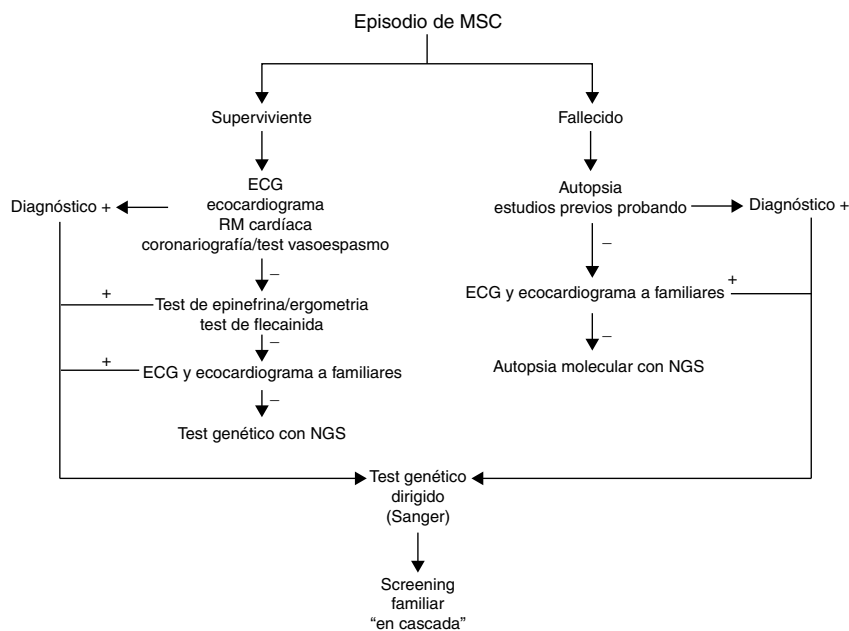 Episodio de MSC
Superviviente
Fallecido
ECG
ecocardiograma
RM cardíaca
coronariografía/test vasoespasmo
Diagnóstico +
Autopsia
estudios previos probando
Diagnóstico +
–
–
+
Test de epinefrina/ergometria
test de flecainida
ECG y ecocardiograma a familiares
+
–
–
+
ECG y ecocardiograma a familiares
Autopsia molecular con NGS
–
Test genético con NGS
Test genético
dirigido
(Sanger)
Screening
familiar
“en cascada”